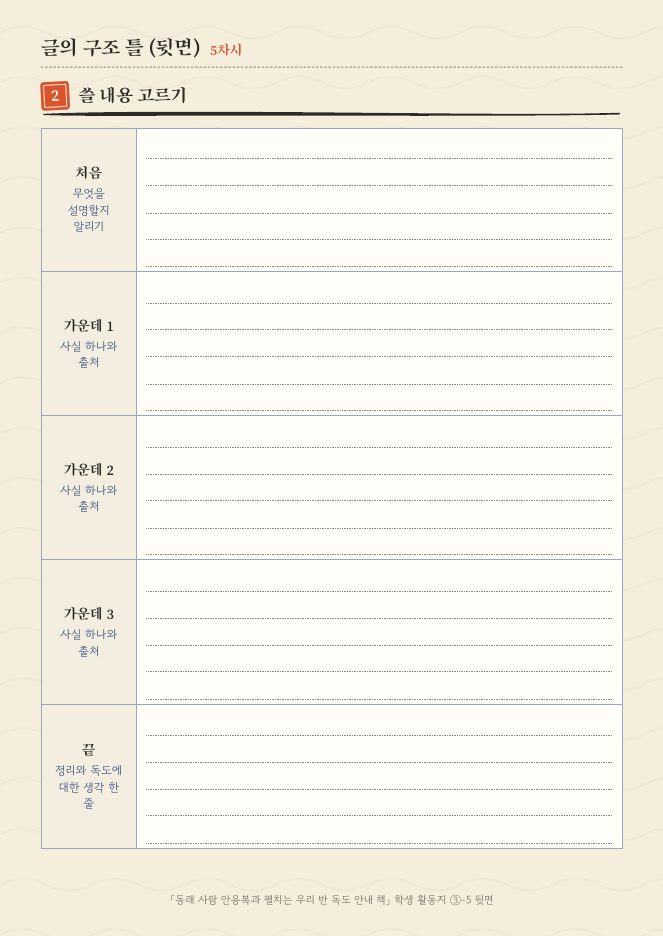 글의 구조 틀 (뒷면) 5차시
2 쓸 내용 고르기
처음
무엇을
설명할지
알리기
가운데 1
사실 하나와
출처
가운데 2
사실 하나와
출처
가운데 3
사실 하나와
출처
끝
정리와 독도에
대한 생각 한
줄
「동래 사람 안용복과 펼치는 우리 반 독도 안내 책」 학생 활동지 ③-5 뒷면